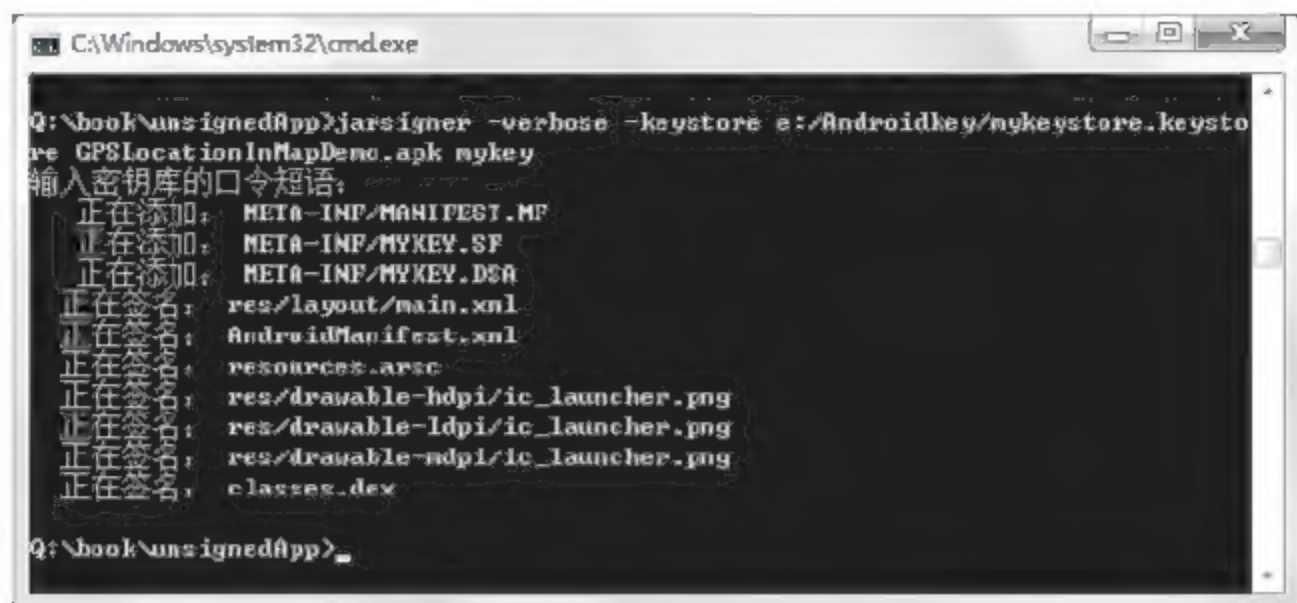 C:\Windows\system32\cmd.exe
Q:\book\unsignedApp>jarsigner -verbose -keystore e:/Androidkey/mykeystore.keysto
re GPSLocationInMapDemo.apk mykey
输入密钥库的口令短语：
正在添加： META-INF/MANIFEST.MF
正在添加： META-INF/MYKEY.SF
正在添加： META-INF/MYKEY.DSA
正在签名： res/layout/main.xml
正在签名： AndroidManifest.xml
正在签名： resources.arsc
正在签名： res/drawable-hdpi/ic_launcher.png
正在签名： res/drawable-ldpi/ic_launcher.png
正在签名： res/drawable-mdpi/ic_launcher.png
正在签名： classes.dex
Q:\book\unsignedApp>_